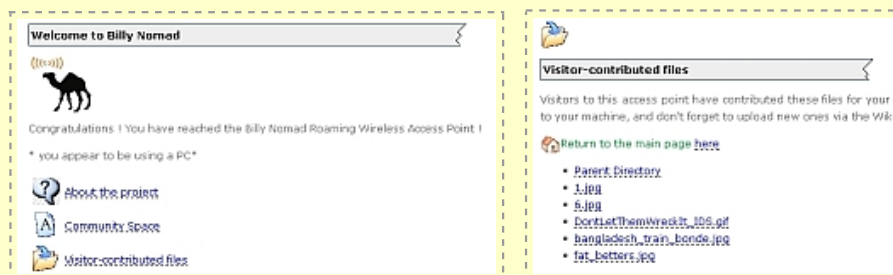 Welcome to Billy Nomad
((( )))
Congratulations ! You have reached the Billy Nomad Roaming Wireless Access Point !
* you appear to be using a PC*
About the project
Community Space
Visitor-contributed files
Visitor-contributed files
Visitors to this access point have contributed these files for your
to your machine, and don't forget to upload new ones via the Wik
Return to the main page here
Parent Directory
1.jpg
6.jpg
DontLetThemWreckIt_IDS.gif
bangladesh_train_bonde.jpg
fat_betters.jpg